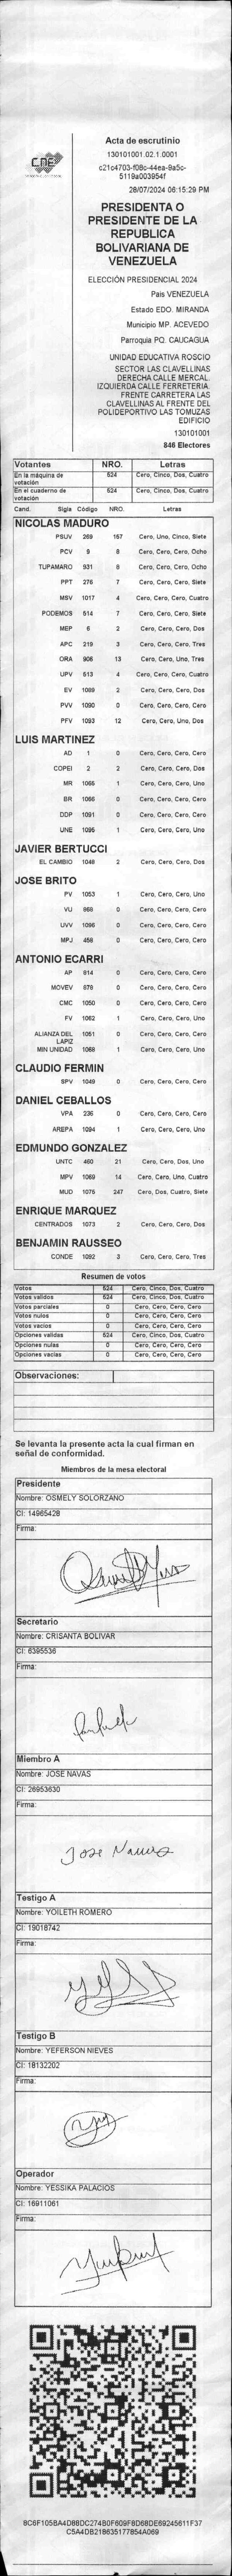 CNE
Acta de escrutinio
130101001.02.1.0001
c21c4703-f08c-44ea-9a5c-
5119a003954f
28/07/2024 06:15:29 PM
PRESIDENTA O
PRESIDENTE DE LA
REPUBLICA
BOLIVARIANA DE
VENEZUELA
ELECCIÓN PRESIDENCIAL 2024
Pais VENEZUELA
Estado EDO. MIRANDA
Municipio MP. ACEVEDO
Parroquia PQ. CAUCAGUA
UNIDAD EDUCATIVA ROSCIO
SECTOR LAS CLAVELLINAS
DERECHA CALLE MERCAL.
IZQUIERDA CALLE FERRETERIA.
FRENTE CARRETERA LAS
CLAVELLINAS AL FRENTE DEL
POLIDEPORTIVO LAS TOMUZAS
EDIFICIO
130101001
846 Electores
Votantes NRO. Letras
En la máquina de votación 524 Cero, Cinco, Dos, Cuatro
En el cuaderno de votación 524 Cero, Cinco, Dos, Cuatro
Cand. Sigla Código NRO. Letras
NICOLAS MADURO
PSUV 269 157 Cero, Uno, Cinco, Siete
PCV 9 8 Cero, Cero, Cero, Ocho
TUPAMARO 931 8 Cero, Cero, Cero, Ocho
PPT 276 7 Cero, Cero, Cero, Siete
MSV 1017 4 Cero, Cero, Cero, Cuatro
PODEMOS 514 7 Cero, Cero, Cero, Siete
MEP 6 2 Cero, Cero, Cero, Dos
APC 219 3 Cero, Cero, Cero, Tres
ORA 906 13 Cero, Cero, Uno, Tres
UPV 513 4 Cero, Cero, Cero, Cuatro
EV 1089 2 Cero, Cero, Cero, Dos
PVV 1090 0 Cero, Cero, Cero, Cero
PFV 1093 12 Cero, Cero, Uno, Dos
LUIS MARTINEZ
AD 1 0 Cero, Cero, Cero, Cero
COPEI 2 2 Cero, Cero, Cero, Dos
MR 1065 1 Cero, Cero, Cero, Uno
BR 1066 0 Cero, Cero, Cero, Cero
DDP 1091 0 Cero, Cero, Cero, Cero
UNE 1095 1 Cero, Cero, Cero, Uno
JAVIER BERTUCCI
EL CAMBIO 1048 2 Cero, Cero, Cero, Dos
JOSE BRITO
PV 1053 1 Cero, Cero, Cero, Uno
VU 868 0 Cero, Cero, Cero, Cero
UVV 1096 0 Cero, Cero, Cero, Cero
MPJ 458 0 Cero, Cero, Cero, Cero
ANTONIO ECARRI
AP 814 0 Cero, Cero, Cero, Cero
MOVEV 878 0 Cero, Cero, Cero, Cero
CMC 1050 0 Cero, Cero, Cero, Cero
FV 1062 1 Cero, Cero, Cero, Uno
ALIANZA DEL LAPIZ 1051 0 Cero, Cero, Cero, Cero
MIN UNIDAD 1068 1 Cero, Cero, Cero, Uno
CLAUDIO FERMIN
SPV 1049 0 Cero, Cero, Cero, Cero
DANIEL CEBALLOS
VPA 236 0 Cero, Cero, Cero, Cero
AREPA 1094 1 Cero, Cero, Cero, Uno
EDMUNDO GONZALEZ
UNTC 460 21 Cero, Cero, Dos, Uno
MPV 1069 14 Cero, Cero, Uno, Cuatro
MUD 1075 247 Cero, Dos, Cuatro, Siete
ENRIQUE MARQUEZ
CENTRADOS 1073 2 Cero, Cero, Cero, Dos
BENJAMIN RAUSSEO
CONDE 1092 3 Cero, Cero, Cero, Tres
Resumen de votos
Votos 524 Cero, Cinco, Dos, Cuatro
Votos validos 524 Cero, Cinco, Dos, Cuatro
Votos parciales 0 Cero, Cero, Cero, Cero
Votos nulos 0 Cero, Cero, Cero, Cero
Votos vacios 0 Cero, Cero, Cero, Cero
Opciones validas 524 Cero, Cinco, Dos, Cuatro
Opciones nulas 0 Cero, Cero, Cero, Cero
Opciones vacias 0 Cero, Cero, Cero, Cero
Observaciones:
Se levanta la presente acta la cual firman en
señal de conformidad.
Miembros de la mesa electoral
Presidente
Nombre: OSMELY SOLORZANO
CI: 14965428
Firma:
Secretario
Nombre: CRISANTA BOLIVAR
CI: 6395536
Firma:
Miembro A
Nombre: JOSE NAVAS
CI: 26953630
Firma:
Jose Navas
Testigo A
Nombre: YOILETH ROMERO
CI: 19018742
Firma:
Testigo B
Nombre: YEFERSON NIEVES
CI: 18132202
Firma:
Operador
Nombre: YESSIKA PALACIOS
CI: 16911061
Firma:
8C6F105BA4D88DC274B0F609F8D68DE69245611F37
C5A4DB218635177854A069